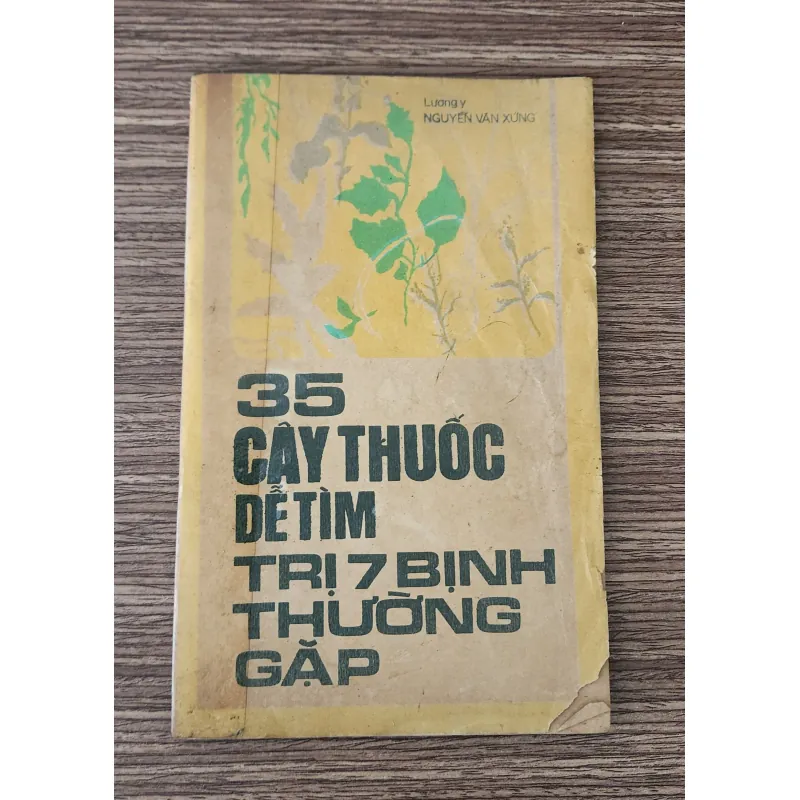 Lương y
NGUYỄN VĂN XỨNG
35
CÂY THUỐC
DỄ TÌM
TRỊ 7 BỊNH
THƯỜNG
GẶP